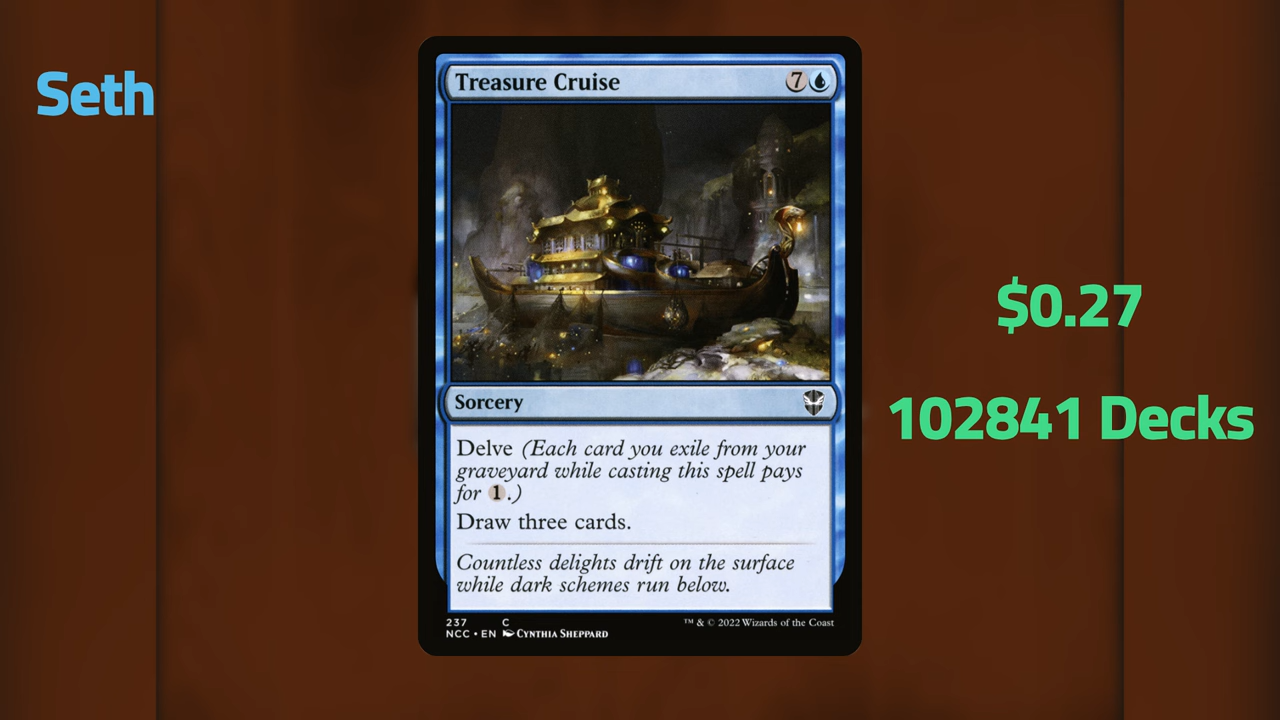 Seth
Treasure Cruise 7
Sorcery
Delve (Each card you exile from your
graveyard while casting this spell pays
for 1.)
Draw three cards.
Countless delights drift on the surface
while dark schemes run below.
237 C
NCC • EN Cynthia Sheppard
™ & © 2022 Wizards of the Coast
$0.27
102841 Decks